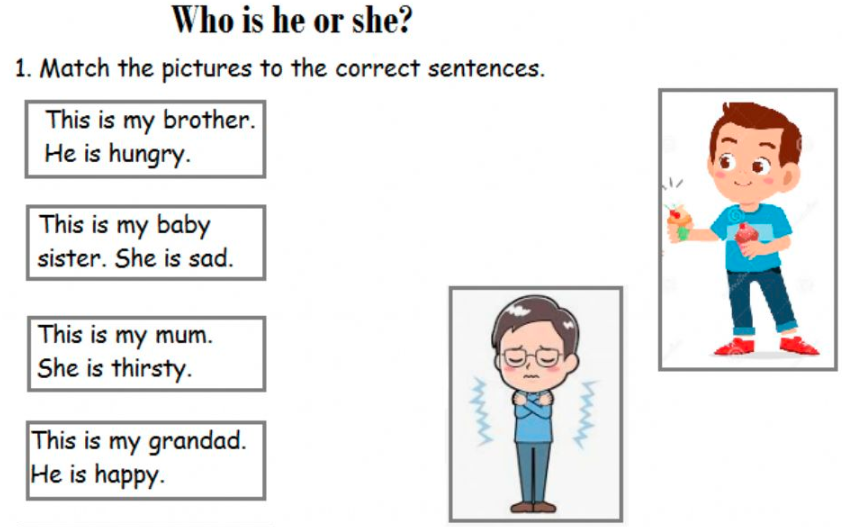 Who is he or she?
1. Match the pictures to the correct sentences.
This is my brother.
He is hungry.
This is my baby
sister. She is sad.
This is my mum.
She is thirsty.
This is my grandad.
He is happy.